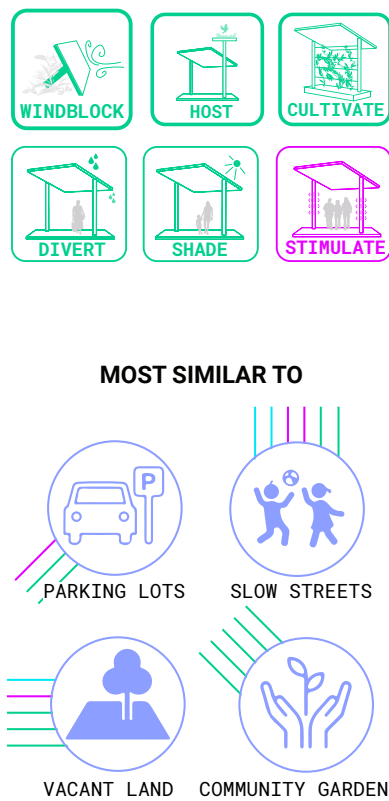 WINDBLOCK
HOST
CULTIVATE
DIVERT
SHADE
STIMULATE
MOST SIMILAR TO
P
PARKING LOTS
SLOW STREETS
VACANT LAND
COMMUNITY GARDEN